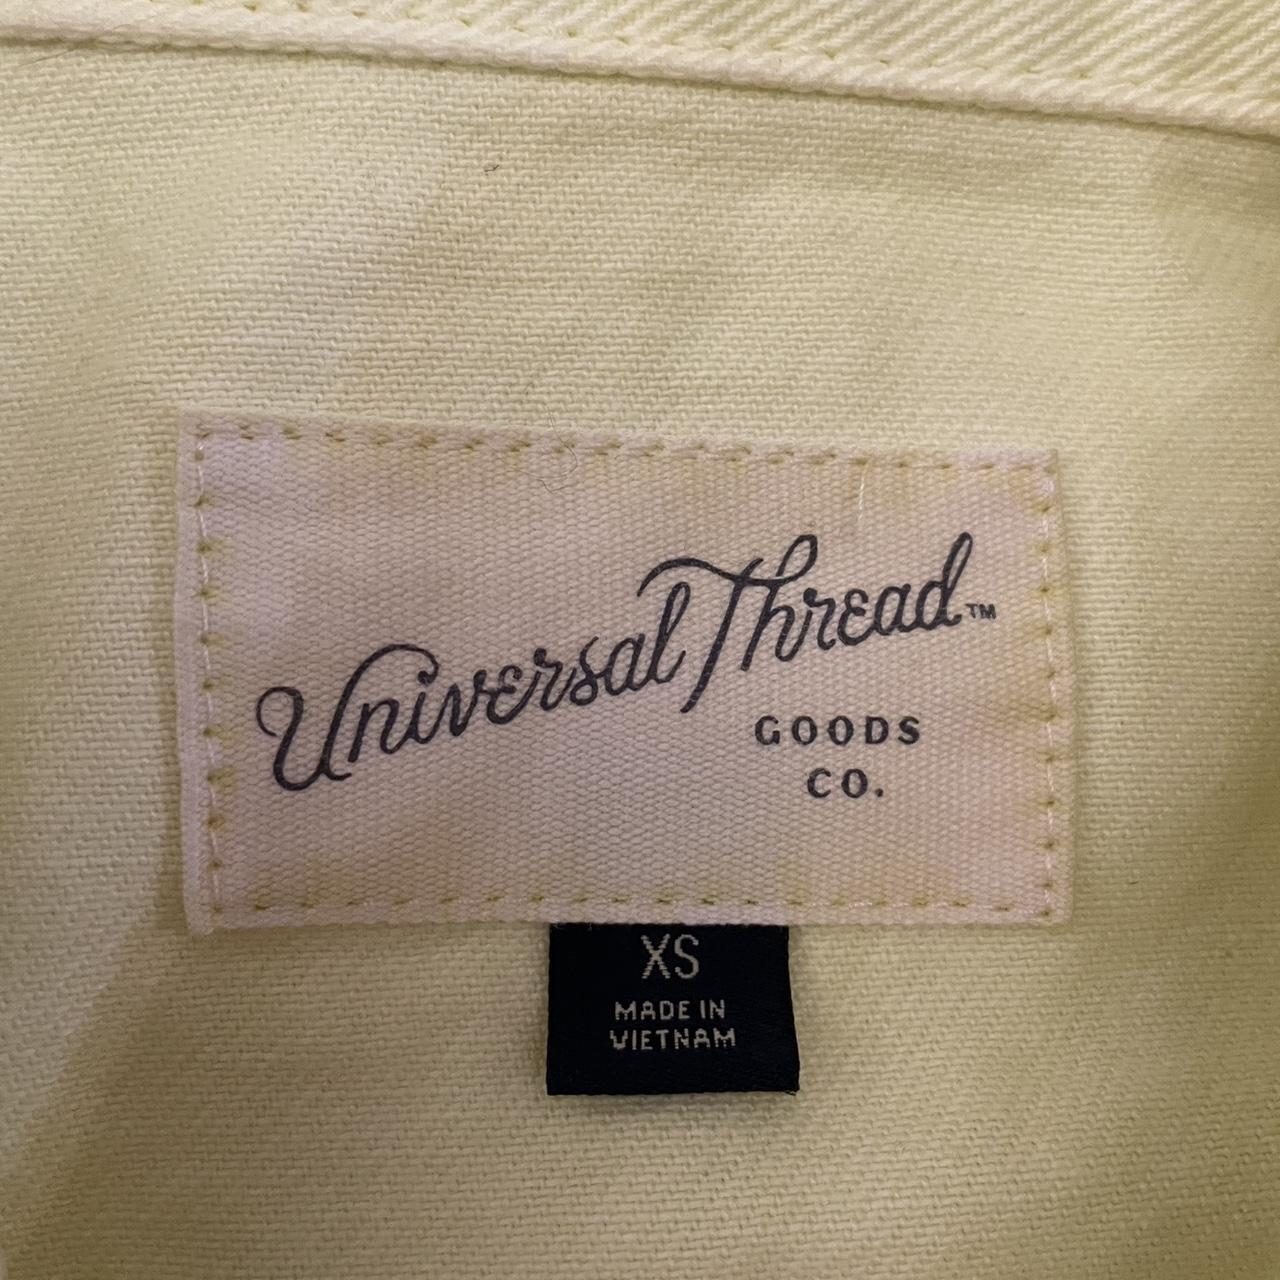 Universal Thread™
GOODS
CO.
XS
MADE IN
VIETNAM